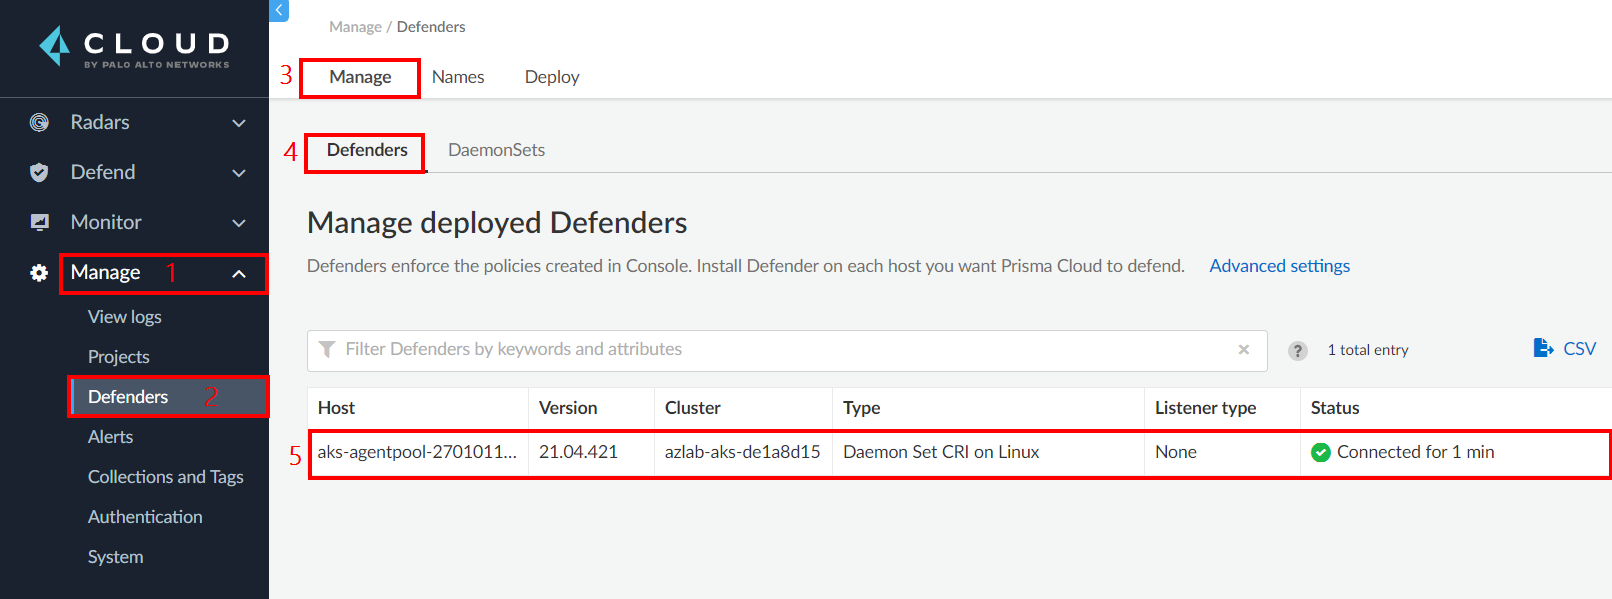 CLOUD
BY PALO ALTO NETWORKS
Radars
Defend
Monitor
Manage 1
View logs
Projects
Defenders 2
Alerts
Collections and Tags
Authentication
System
Manage / Defenders
3 Manage Names Deploy
4 Defenders DaemonSets
Manage deployed Defenders
Defenders enforce the policies created in Console. Install Defender on each host you want Prisma Cloud to defend. Advanced settings
Filter Defenders by keywords and attributes × ? 1 total entry CSV
Host Version Cluster Type Listener type Status
5 aks-agentpool-2701011... 21.04.421 azlab-aks-de1a8d15 Daemon Set CRI on Linux None Connected for 1 min